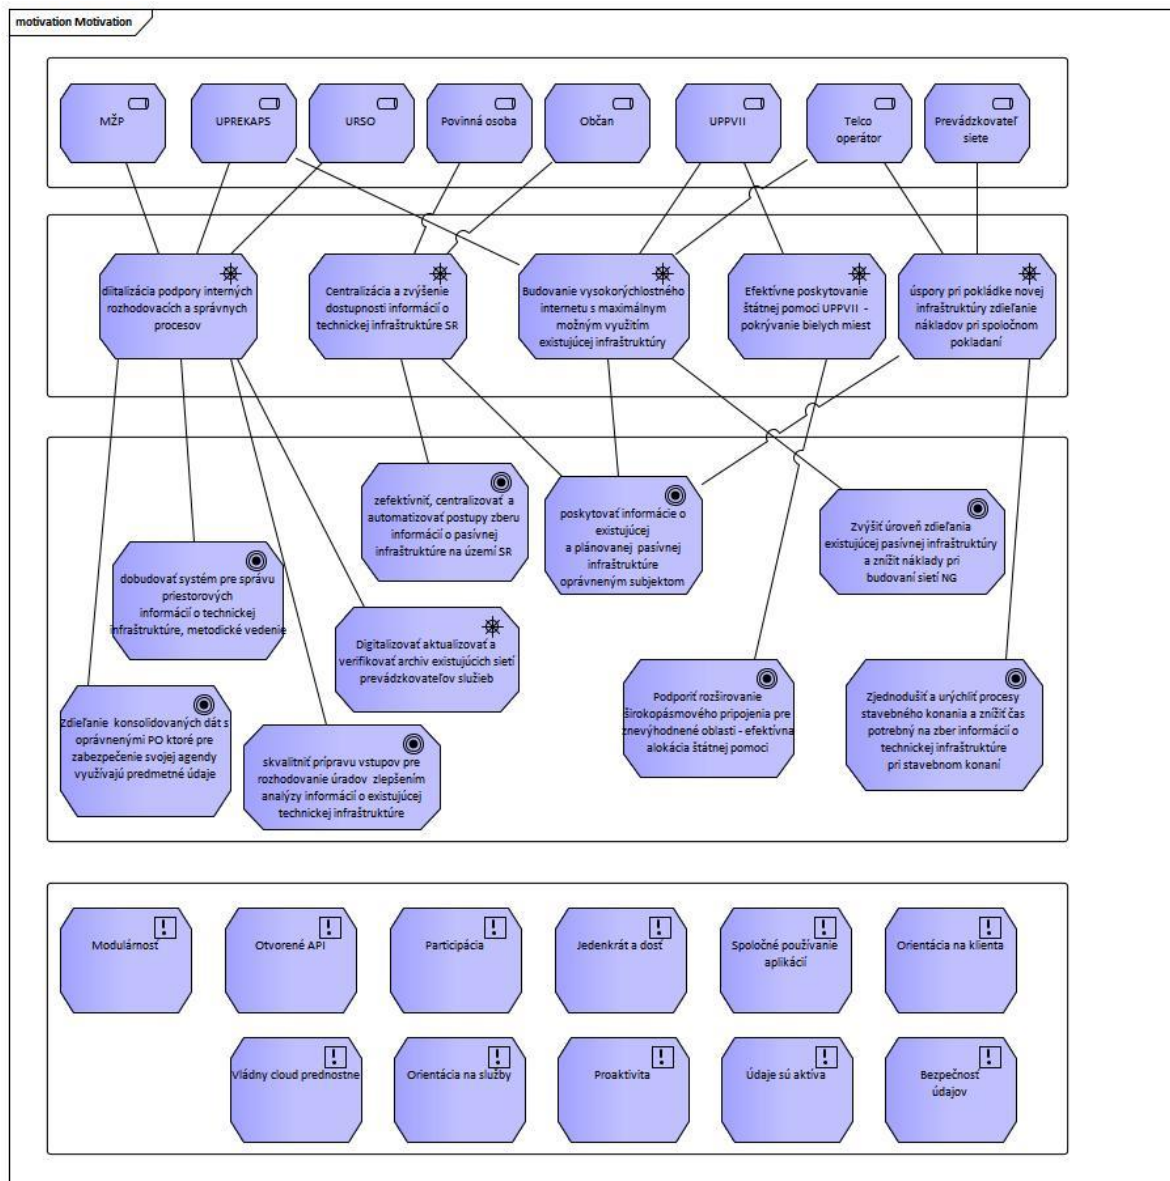 motivation Motivation
MŽP
UPREKAPS
URSO
Povinná osoba
Občan
UPPVII
Telco
operátor
Prevádzkovateľ
siete
diitalizácia podpory interných
rozhodovacích a správnych
procesov
Centralizácia a zvýšenie
dostupnosti informácií o
technickej infraštruktúre SR
Budovanie vysokorýchlostného
internetu s maximálnym
možným využitím
existujúcej infraštruktúry
Efektívne poskytovanie
štátnej pomoci UPPVII -
pokrývanie bielych miest
úspory pri pokládke novej
infraštruktúry zdieľanie
nákladov pri spoločnom
pokladaní
zefektívniť, centralizovať a
automatizovať postupy zberu
informácií o pasívnej
infraštruktúre na území SR
poskytovať informácie o
existujúcej
a plánovanej pasívnej
infraštruktúre
oprávneným subjektom
Zvýšiť úroveň zdieľania
existujúcej pasívnej infraštruktúry
a znížiť náklady pri
budovaní sietí NG
dobudovať systém pre správu
priestorových
informácií o technickej
infraštruktúre, metodické vedenie
Digitalizovať aktualizovať a
verifikovať archiv existujúcich sietí
prevádzkovateľov služieb
Zdieľanie konsolidovaných dát s
oprávnenými PO ktoré pre
zabezpečenie svojej agendy
využívajú predmetné údaje
skvalitniť prípravu vstupov pre
rozhodovanie úradov zlepšením
analýzy informácií o existujúcej
technickej infraštruktúre
Podporiť rozširovanie
širokopásmového pripojenia pre
znevýhodnené oblasti - efektívna
alokácia štátnej pomoci
Zjednodušiť a urýchliť procesy
stavebného konania a znížiť čas
potrebný na zber informácií o
technickej infraštruktúre
pri stavebnom konaní
Modulárnosť
Otvorené API
Participácia
Jedenkrát a dosť
Spoločné používanie
aplikácií
Orientácia na klienta
Vládny cloud prednostne
Orientácia na služby
Proaktivita
Údaje sú aktíva
Bezpečnosť
údajov